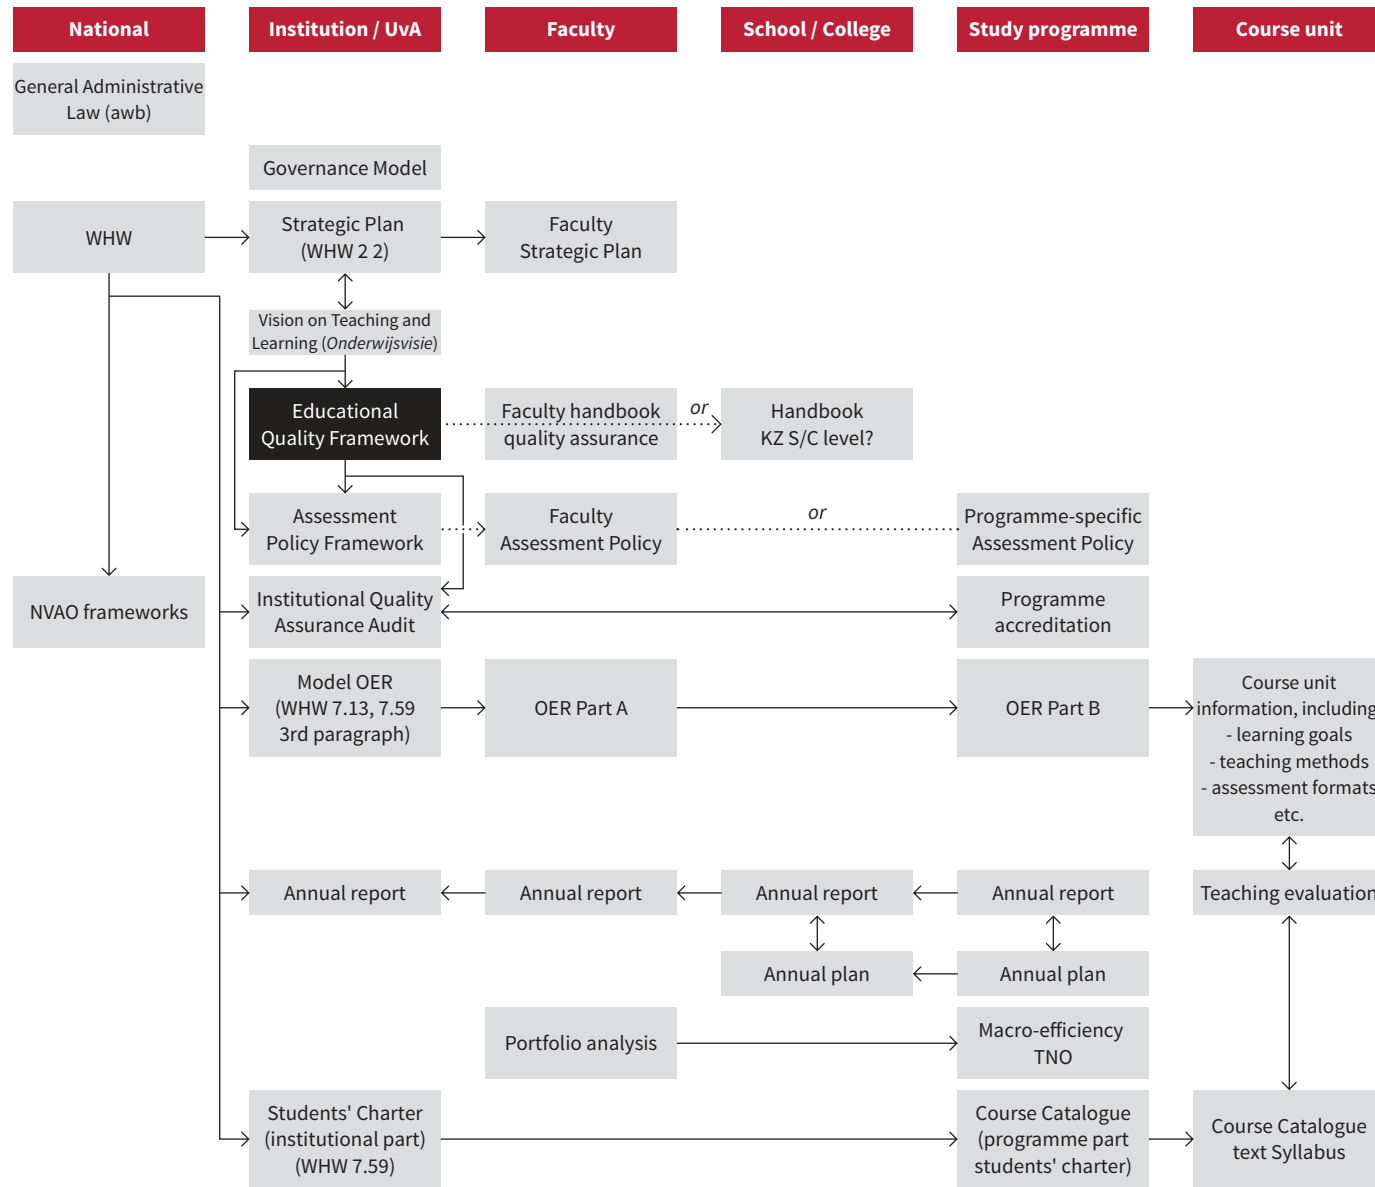 National
Institution / UvA
Faculty
School / College
Study programme
Course unit
General Administrative
Law (awb)
Governance Model
WHW
Strategic Plan
(WHW 2 2)
Faculty
Strategic Plan
Vision on Teaching and
Learning (Onderwijsvisie)
Educational
Quality Framework
Faculty handbook
quality assurance
or
Handbook
KZ S/C level?
Assessment
Policy Framework
Faculty
Assessment Policy
or
Programme-specific
Assessment Policy
NVAO frameworks
Institutional Quality
Assurance Audit
Programme
accreditation
Model OER
(WHW 7.13, 7.59
3rd paragraph)
OER Part A
OER Part B
Course unit
information, including
- learning goals
- teaching methods
- assessment formats
etc.
Annual report
Annual report
Annual report
Annual report
Teaching evaluation
Annual plan
Annual plan
Portfolio analysis
Macro-efficiency
TNO
Students' Charter
(institutional part)
(WHW 7.59)
Course Catalogue
(programme part
students' charter)
Course Catalogue
text Syllabus